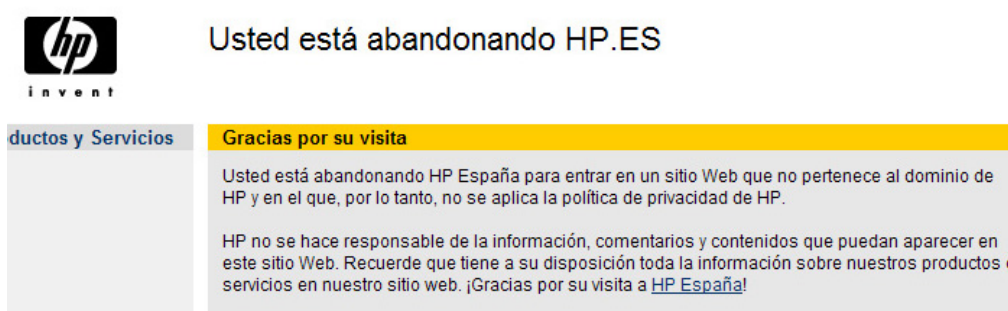 hp
invent
Usted está abandonando HP.ES
ductos y Servicios
Gracias por su visita
Usted está abandonando HP España para entrar en un sitio Web que no pertenece al dominio de
HP y en el que, por lo tanto, no se aplica la política de privacidad de HP.
HP no se hace responsable de la información, comentarios y contenidos que puedan aparecer en
este sitio Web. Recuerde que tiene a su disposición toda la información sobre nuestros productos
servicios en nuestro sitio web. ¡Gracias por su visita a HP España!